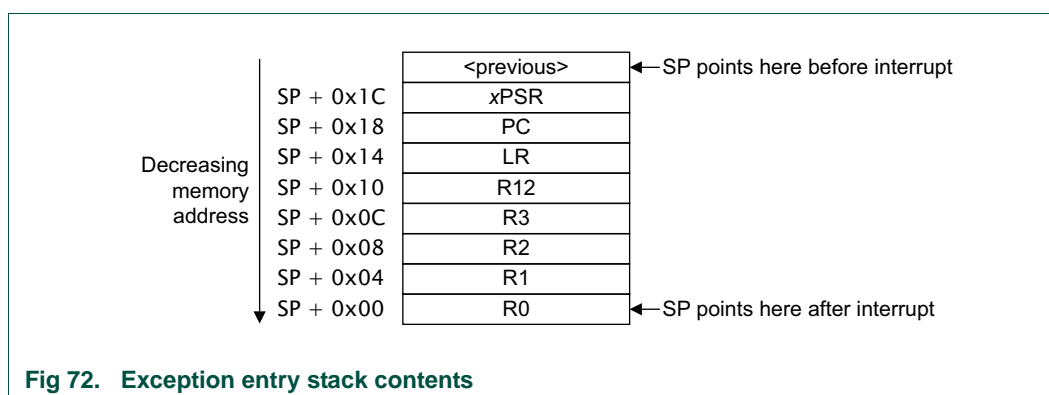 <previous> SP points here before interrupt
SP + 0x1C xPSR
SP + 0x18 PC
SP + 0x14 LR
Decreasing
memory
address
SP + 0x10 R12
SP + 0x0C R3
SP + 0x08 R2
SP + 0x04 R1
SP + 0x00 R0 SP points here after interrupt
Fig 72. Exception entry stack contents